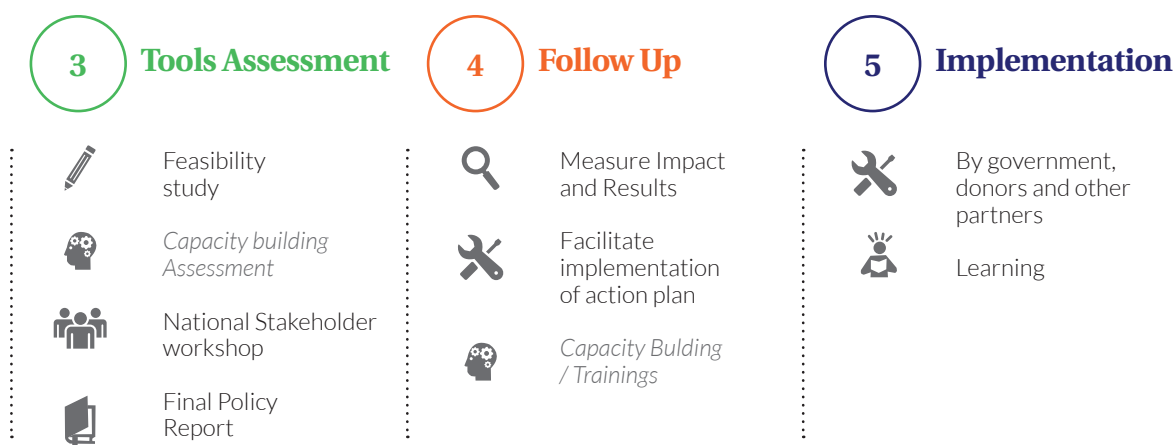 3 Tools Assessment
Feasibility
study
Capacity building
Assessment
National Stakeholder
workshop
Final Policy
Report
4 Follow Up
Measure Impact
and Results
Facilitate
implementation
of action plan
Capacity Bulding
/ Trainings
5 Implementation
By government,
donors and other
partners
Learning